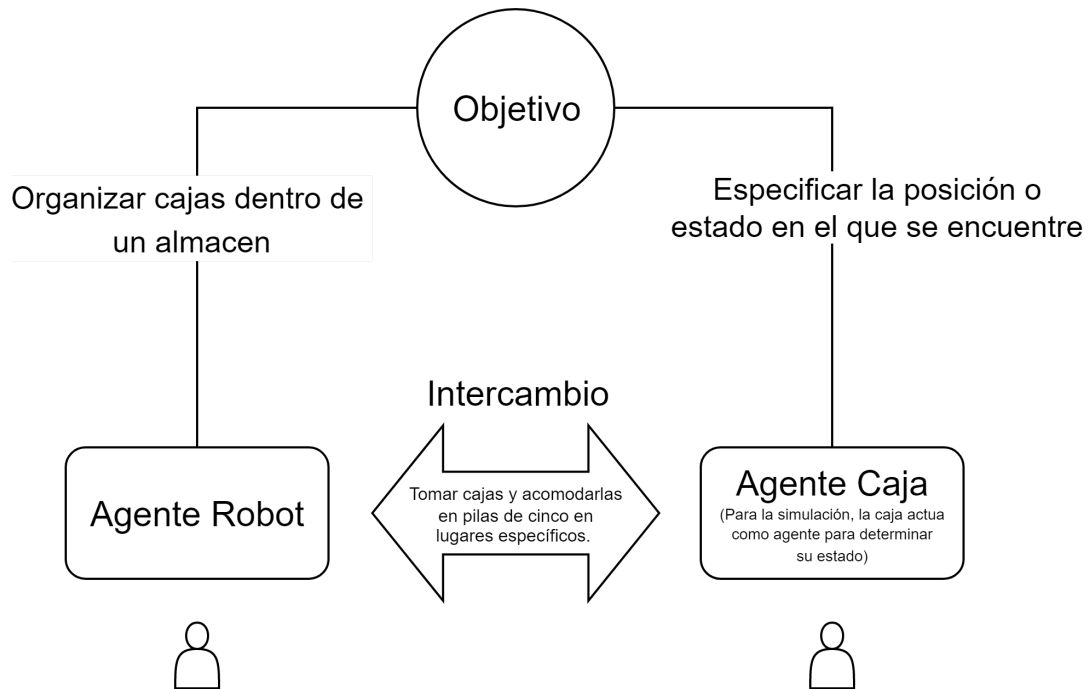 Objetivo
Organizar cajas dentro de
un almacen
Especificar la posición o
estado en el que se encuentre
Intercambio
Agente Robot
Tomar cajas y acomodarlas
en pilas de cinco en
lugares específicos.
Agente Caja
(Para la simulación, la caja actua
como agente para determinar
su estado)